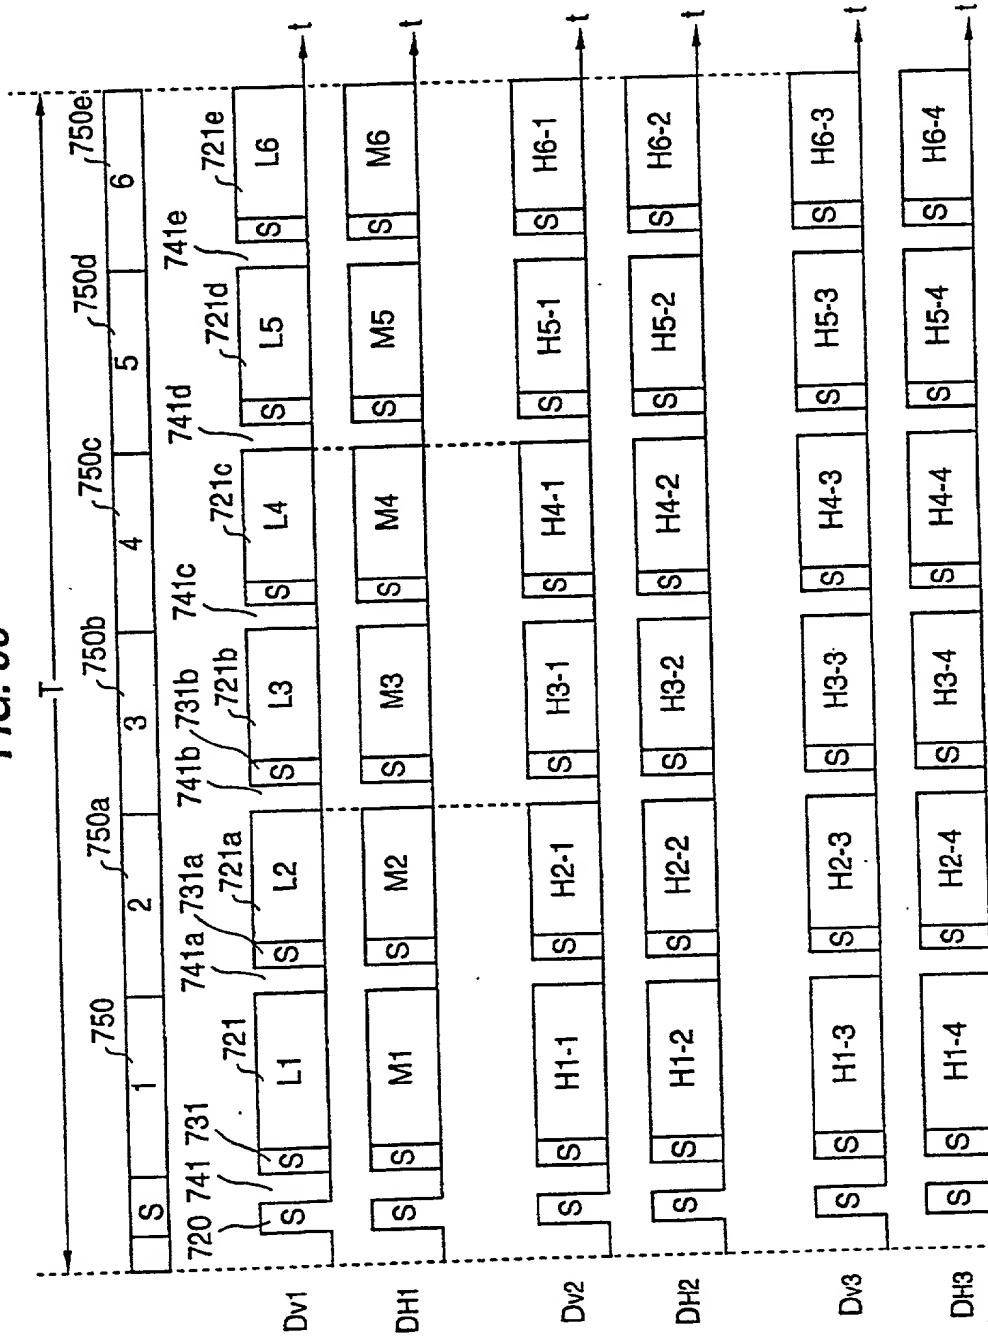 T
750 750a 750b 750c 750d 750e
S 1 2 3 4 5 6
720 741 731 721 741a 731a 721a 741b 731b 721b 741c 721c 741d 721d 741e 721e
Dv1 S S L1 S L2 S L3 S L4 S L5 S L6 t
DH1 S S M1 S M2 S M3 S M4 S M5 S M6 t
Dv2 S S H1-1 S H2-1 S H3-1 S H4-1 S H5-1 S H6-1 t
DH2 S S H1-2 S H2-2 S H3-2 S H4-2 S H5-2 S H6-2 t
Dv3 S S H1-3 S H2-3 S H3-3 S H4-3 S H5-3 S H6-3 t
DH3 S S H1-4 S H2-4 S H3-4 S H4-4 S H5-4 S H6-4 t